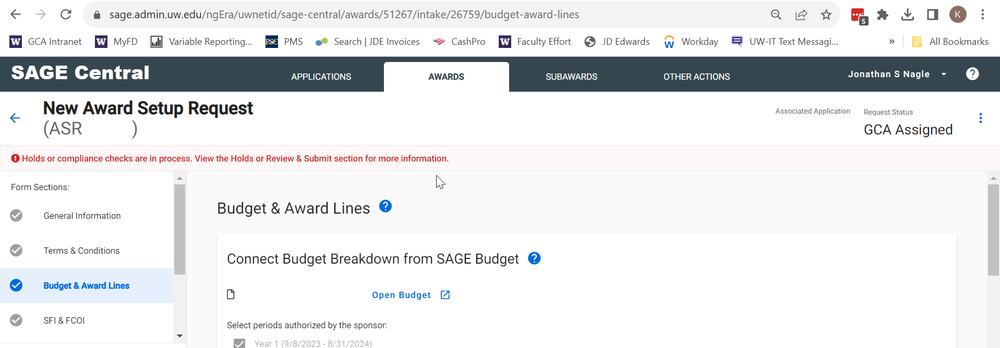 sage.admin.uw.edu/ngEra/uwnetid/sage-central/awards/51267/intake/26759/budget-award-lines
5
K
W GCA Intranet W MyFD Variable Reporting... PSC PMS Search | JDE Invoices CashPro W Faculty Effort JD Edwards W Workday UW-IT Text Messagi... » All Bookmarks
SAGE Central APPLICATIONS AWARDS SUBAWARDS OTHER ACTIONS Jonathan S Nagle ?
New Award Setup Request
(ASR )
Associated Application
Request Status
GCA Assigned
Holds or compliance checks are in process. View the Holds or Review & Submit section for more information.
Form Sections:
General Information
Terms & Conditions
Budget & Award Lines
SFI & FCOI
Budget & Award Lines ?
Connect Budget Breakdown from SAGE Budget ?
Open Budget
Select periods authorized by the sponsor:
Year 1 (9/8/2023 - 8/31/2024)